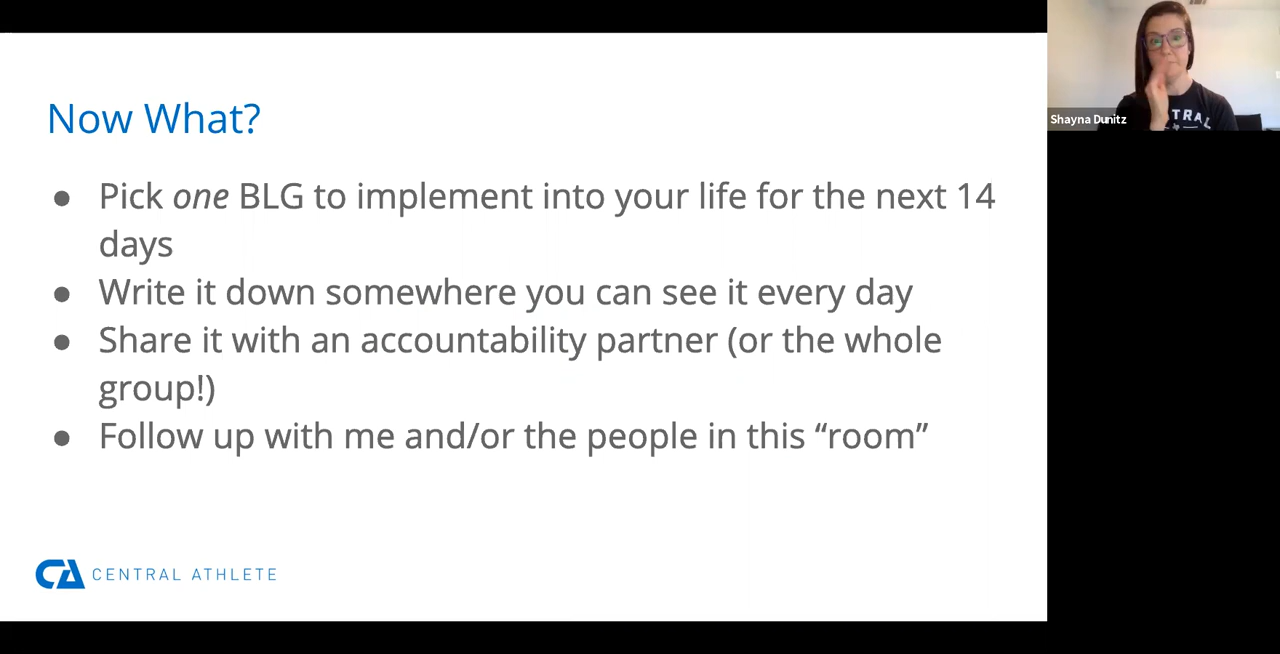 Now What?
● Pick one BLG to implement into your life for the next 14
days
● Write it down somewhere you can see it every day
● Share it with an accountability partner (or the whole
group!)
● Follow up with me and/or the people in this “room”
CA CENTRAL ATHLETE
Shayna Dunitz
TRAL